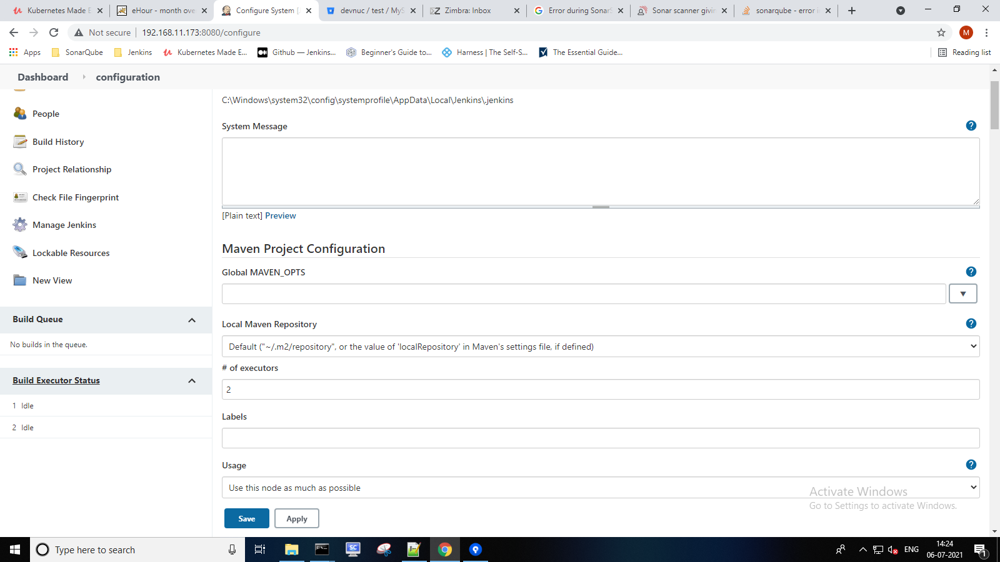 Kubernetes Made E
eHour - month ove
Configure System [
devnuc / test / MyS
Zimbra: Inbox
Error during SonarS
Sonar scanner givin
sonarqube - error i
Not secure
192.168.11.173:8080/configure
M
Apps
SonarQube
Jenkins
Kubernetes Made E...
Github — Jenkins...
Beginner's Guide to...
Harness | The Self-S...
The Essential Guide...
Reading list
Dashboard
configuration
People
Build History
Project Relationship
Check File Fingerprint
Manage Jenkins
Lockable Resources
New View
Build Queue
No builds in the queue.
Build Executor Status
1 Idle
2 Idle
C:\Windows\system32\config\systemprofile\AppData\Local\Jenkins\.jenkins
System Message
?
[Plain text] Preview
Maven Project Configuration
Global MAVEN_OPTS
?
Local Maven Repository
?
Default ("~/.m2/repository", or the value of 'localRepository' in Maven's settings file, if defined)
# of executors
2
Labels
Usage
?
Use this node as much as possible
Activate Windows
Go to Settings to activate Windows.
Save
Apply
Type here to search
SC
ENG
14:24
06-07-2021
1